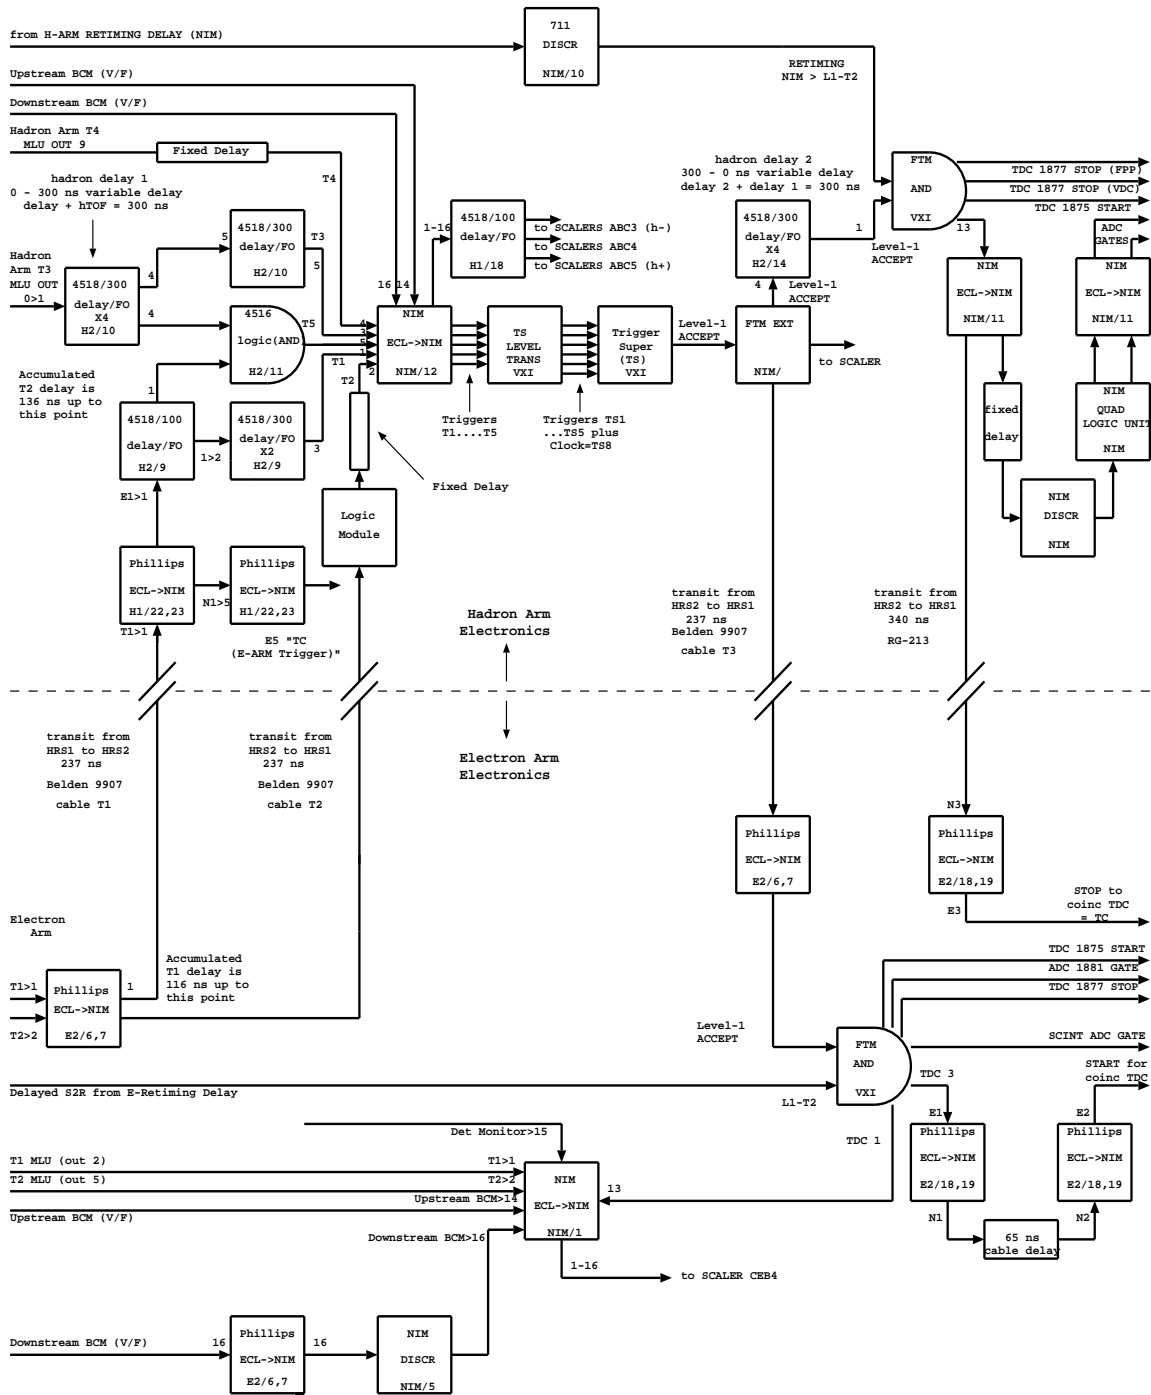 from H-ARM RETIMING DELAY (NIM)
711
DISCR
NIM/10
RETIMING
NIM > L1-T2
Upstream BCM (V/F)
Downstream BCM (V/F)
Hadron Arm T4
MLU OUT 9
Fixed Delay
T4
hadron delay 1
0 - 300 ns variable delay
delay + hTOF = 300 ns
hadron delay 2
300 - 0 ns variable delay
delay 2 + delay 1 = 300 ns
FTM
AND
VXI
TDC 1877 STOP (FPP)
TDC 1877 STOP (VDC)
TDC 1875 START
13
1
Level-1
ACCEPT
ADC
GATES
Hadron
Arm T3
MLU OUT
0>1
4518/300
delay/FO
X4
H2/10
4
4
5
4518/300
delay/FO
H2/10
T3
5
4516
logic(AND)
H2/11
T5
16
14
1-16
4518/100
delay/FO
H1/18
to SCALERS ABC3 (h-)
to SCALERS ABC4
to SCALERS ABC5 (h+)
4518/300
delay/FO
X4
H2/14
4
Level-1
ACCEPT
NIM
ECL->NIM
NIM/11
NIM
ECL->NIM
NIM/11
4
3
5
1
2
NIM
ECL->NIM
NIM/12
TS
LEVEL
TRANS
VXI
Trigger
Super
(TS)
VXI
Level-1
ACCEPT
FTM EXT
NIM/
to SCALER
T1
T2
Accumulated
T2 delay is
136 ns up to
this point
1
4518/100
delay/FO
H2/9
1>2
4518/300
delay/FO
X2
H2/9
3
Triggers
T1....T5
Triggers TS1
...TS5 plus
Clock=TS8
Fixed Delay
fixed
delay
NIM
QUAD
LOGIC UNIT
NIM
E1>1
Logic
Module
NIM
DISCR
NIM
Phillips
ECL->NIM
H1/22,23
N1>5
Phillips
ECL->NIM
H1/22,23
T1>1
E5 "TC
(E-ARM Trigger)"
Hadron Arm
Electronics
transit from
HRS2 to HRS1
237 ns
Belden 9907
cable T3
transit from
HRS2 to HRS1
340 ns
RG-213
Electron Arm
Electronics
transit from
HRS1 to HRS2
237 ns
Belden 9907
cable T1
transit from
HRS2 to HRS1
237 ns
Belden 9907
cable T2
N3
Phillips
ECL->NIM
E2/6,7
Phillips
ECL->NIM
E2/18,19
E3
STOP to
coinc TDC
= TC
Electron
Arm
Accumulated
T1 delay is
116 ns up to
this point
T1>1
T2>2
Phillips
ECL->NIM
E2/6,7
1
TDC 1875 START
ADC 1881 GATE
TDC 1877 STOP
Level-1
ACCEPT
FTM
AND
VXI
SCINT ADC GATE
START for
coinc TDC
TDC 3
Delayed S2R from E-Retiming Delay
L1-T2
E1
E2
TDC 1
Det Monitor>15
T1 MLU (out 2)
T1>1
T2 MLU (out 5)
T2>2
Upstream BCM>14
Upstream BCM (V/F)
Downstream BCM>16
NIM
ECL->NIM
NIM/1
13
1-16
to SCALER CEB4
Phillips
ECL->NIM
E2/18,19
Phillips
ECL->NIM
E2/18,19
N1
N2
65 ns
cable delay
Downstream BCM (V/F)
16
Phillips
ECL->NIM
E2/6,7
16
NIM
DISCR
NIM/5